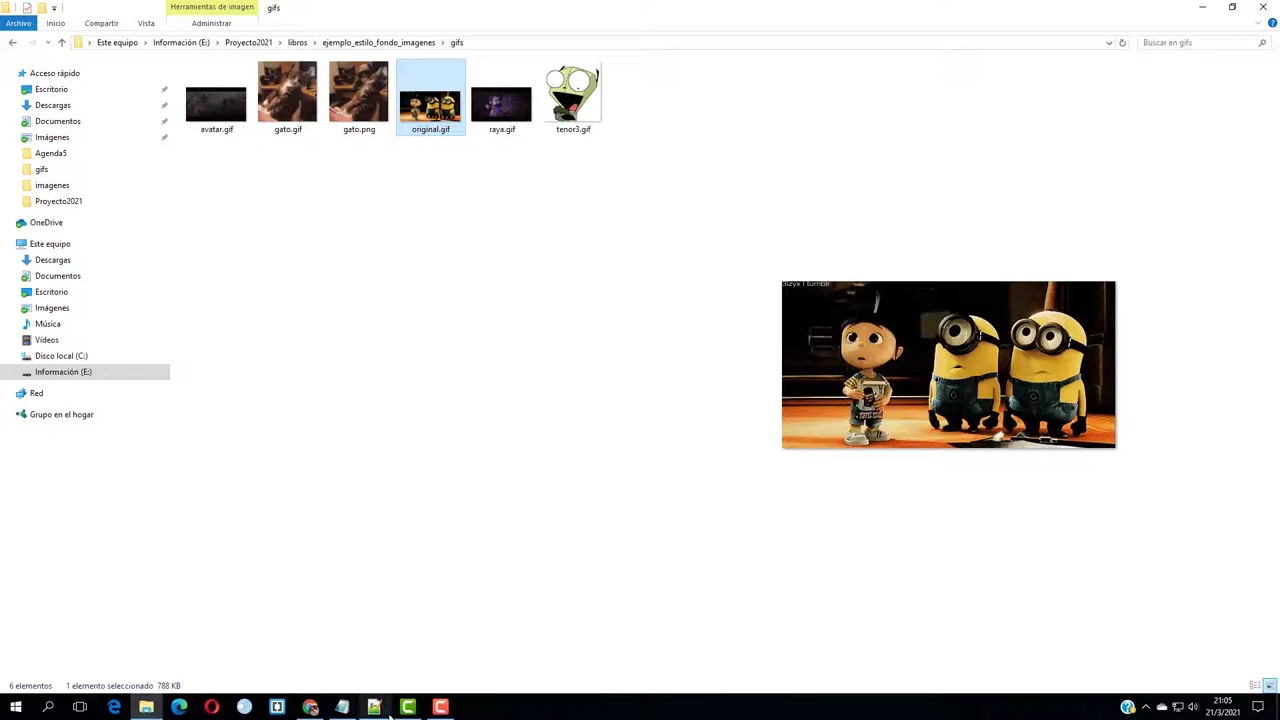 Herramientas de imagen
gifs
Archivo
Inicio
Compartir
Vista
Administrar
Este equipo
Información (E:)
Proyecto2021
libros
ejemplo_estilo_fondo_imagenes
gifs
Buscar en gifs
Acceso rápido
Escritorio
Descargas
Documentos
Imágenes
Agenda5
gifs
imagenes
Proyecto2021
OneDrive
Este equipo
Descargas
Documentos
Escritorio
Imágenes
Música
Vídeos
Disco local (C:)
Información (E:)
Red
Grupo en el hogar
avatar.gif
gato.gif
gato.png
original.gif
raya.gif
tenor3.gif
3lzyx | tumblr.
6 elementos
1 elemento seleccionado 788 KB
21:05
21/3/2021